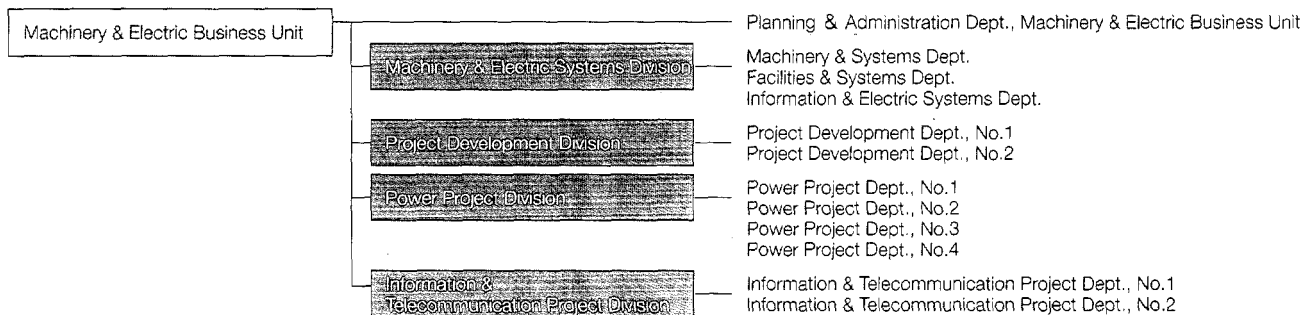 Machinery & Electric Business Unit
Planning & Administration Dept., Machinery & Electric Business Unit
Machinery & Electric Systems Division
Machinery & Systems Dept.
Facilities & Systems Dept.
Information & Electric Systems Dept.
Project Development Division
Project Development Dept., No.1
Project Development Dept., No.2
Power Project Division
Power Project Dept., No.1
Power Project Dept., No.2
Power Project Dept., No.3
Power Project Dept., No.4
Information &
Telecommunication Project Division
Information & Telecommunication Project Dept., No.1
Information & Telecommunication Project Dept., No.2